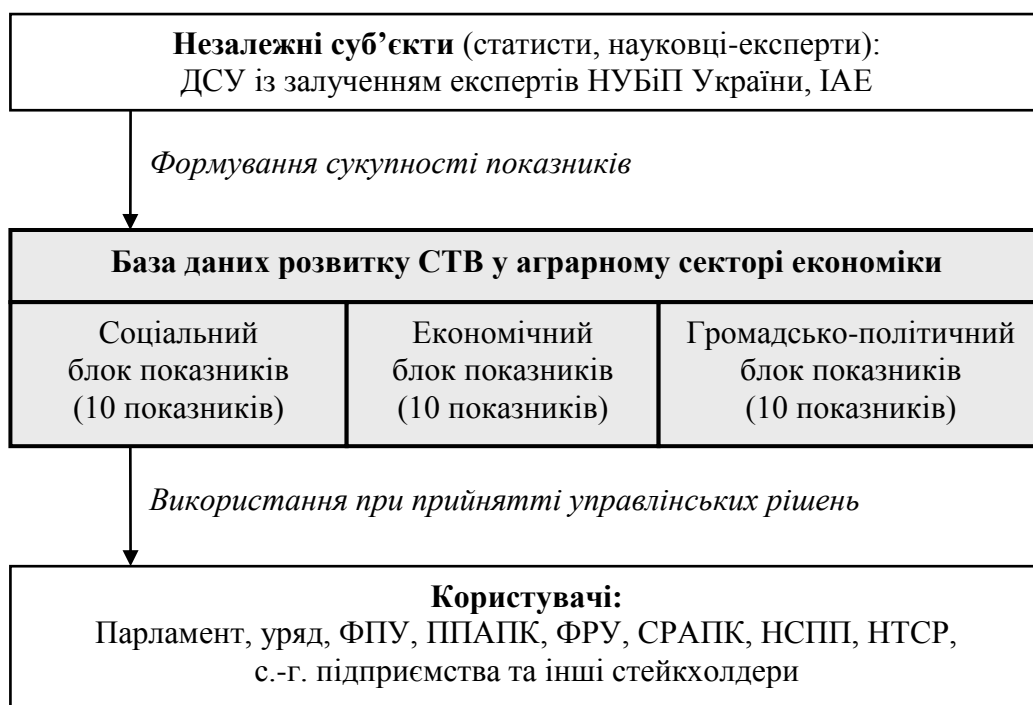 Незалежні суб’єкти (статисти, науковці-експерти):
ДСУ із залученням експертів НУБіП України, ІАЕ
Формування сукупності показників
База даних розвитку СТВ у аграрному секторі економіки
Соціальний
блок показників
(10 показників)
Економічний
блок показників
(10 показників)
Громадсько-політичний
блок показників
(10 показників)
Використання при прийнятті управлінських рішень
Користувачі:
Парламент, уряд, ФПУ, ППАПК, ФРУ, СРАПК, НСПП, НТСР,
с.-г. підприємства та інші стейкхолдери